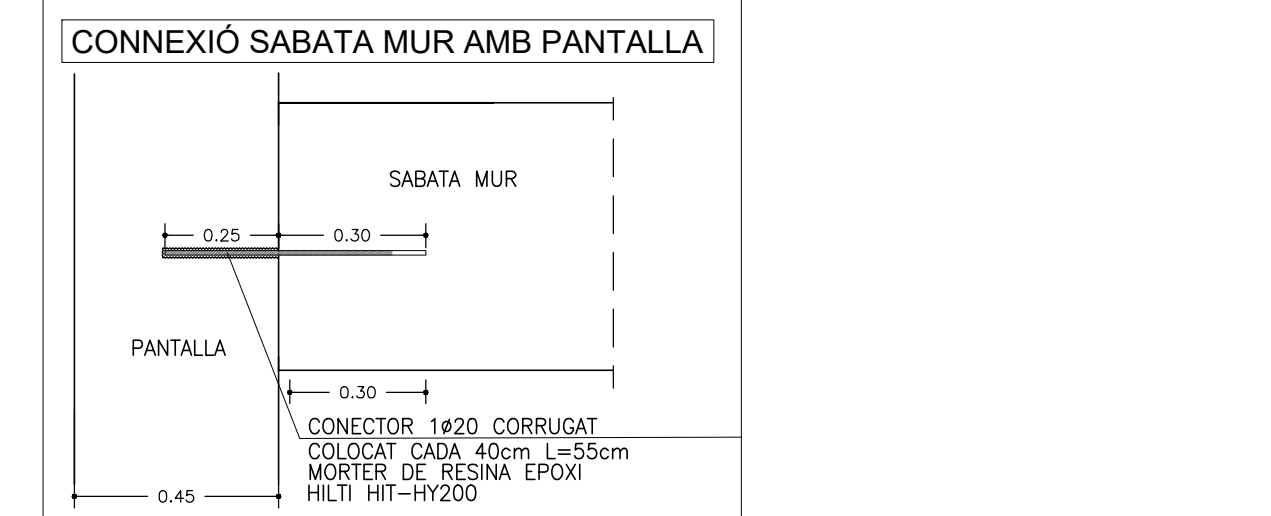 CONNEXIÓ SABATA MUR AMB PANTALLA
SABATA MUR
0.25
0.30
PANTALLA
0.30
CONECTOR 1ø20 CORRUGAT
COLOCAT CADA 40cm L=55cm
MORTER DE RESINA EPOXI
HILTI HIT-HY200
0.45